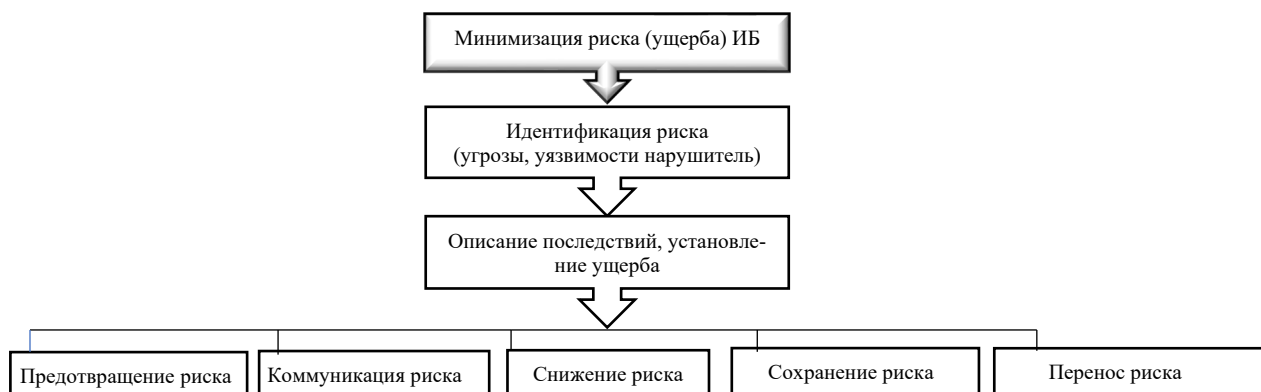 Минимизация риска (ущерба) ИБ
Идентификация риска
(угрозы, уязвимости нарушитель)
Описание последствий, установле-
ние ущерба
Предотвращение риска
Коммуникация риска
Снижение риска
Сохранение риска
Перенос риска